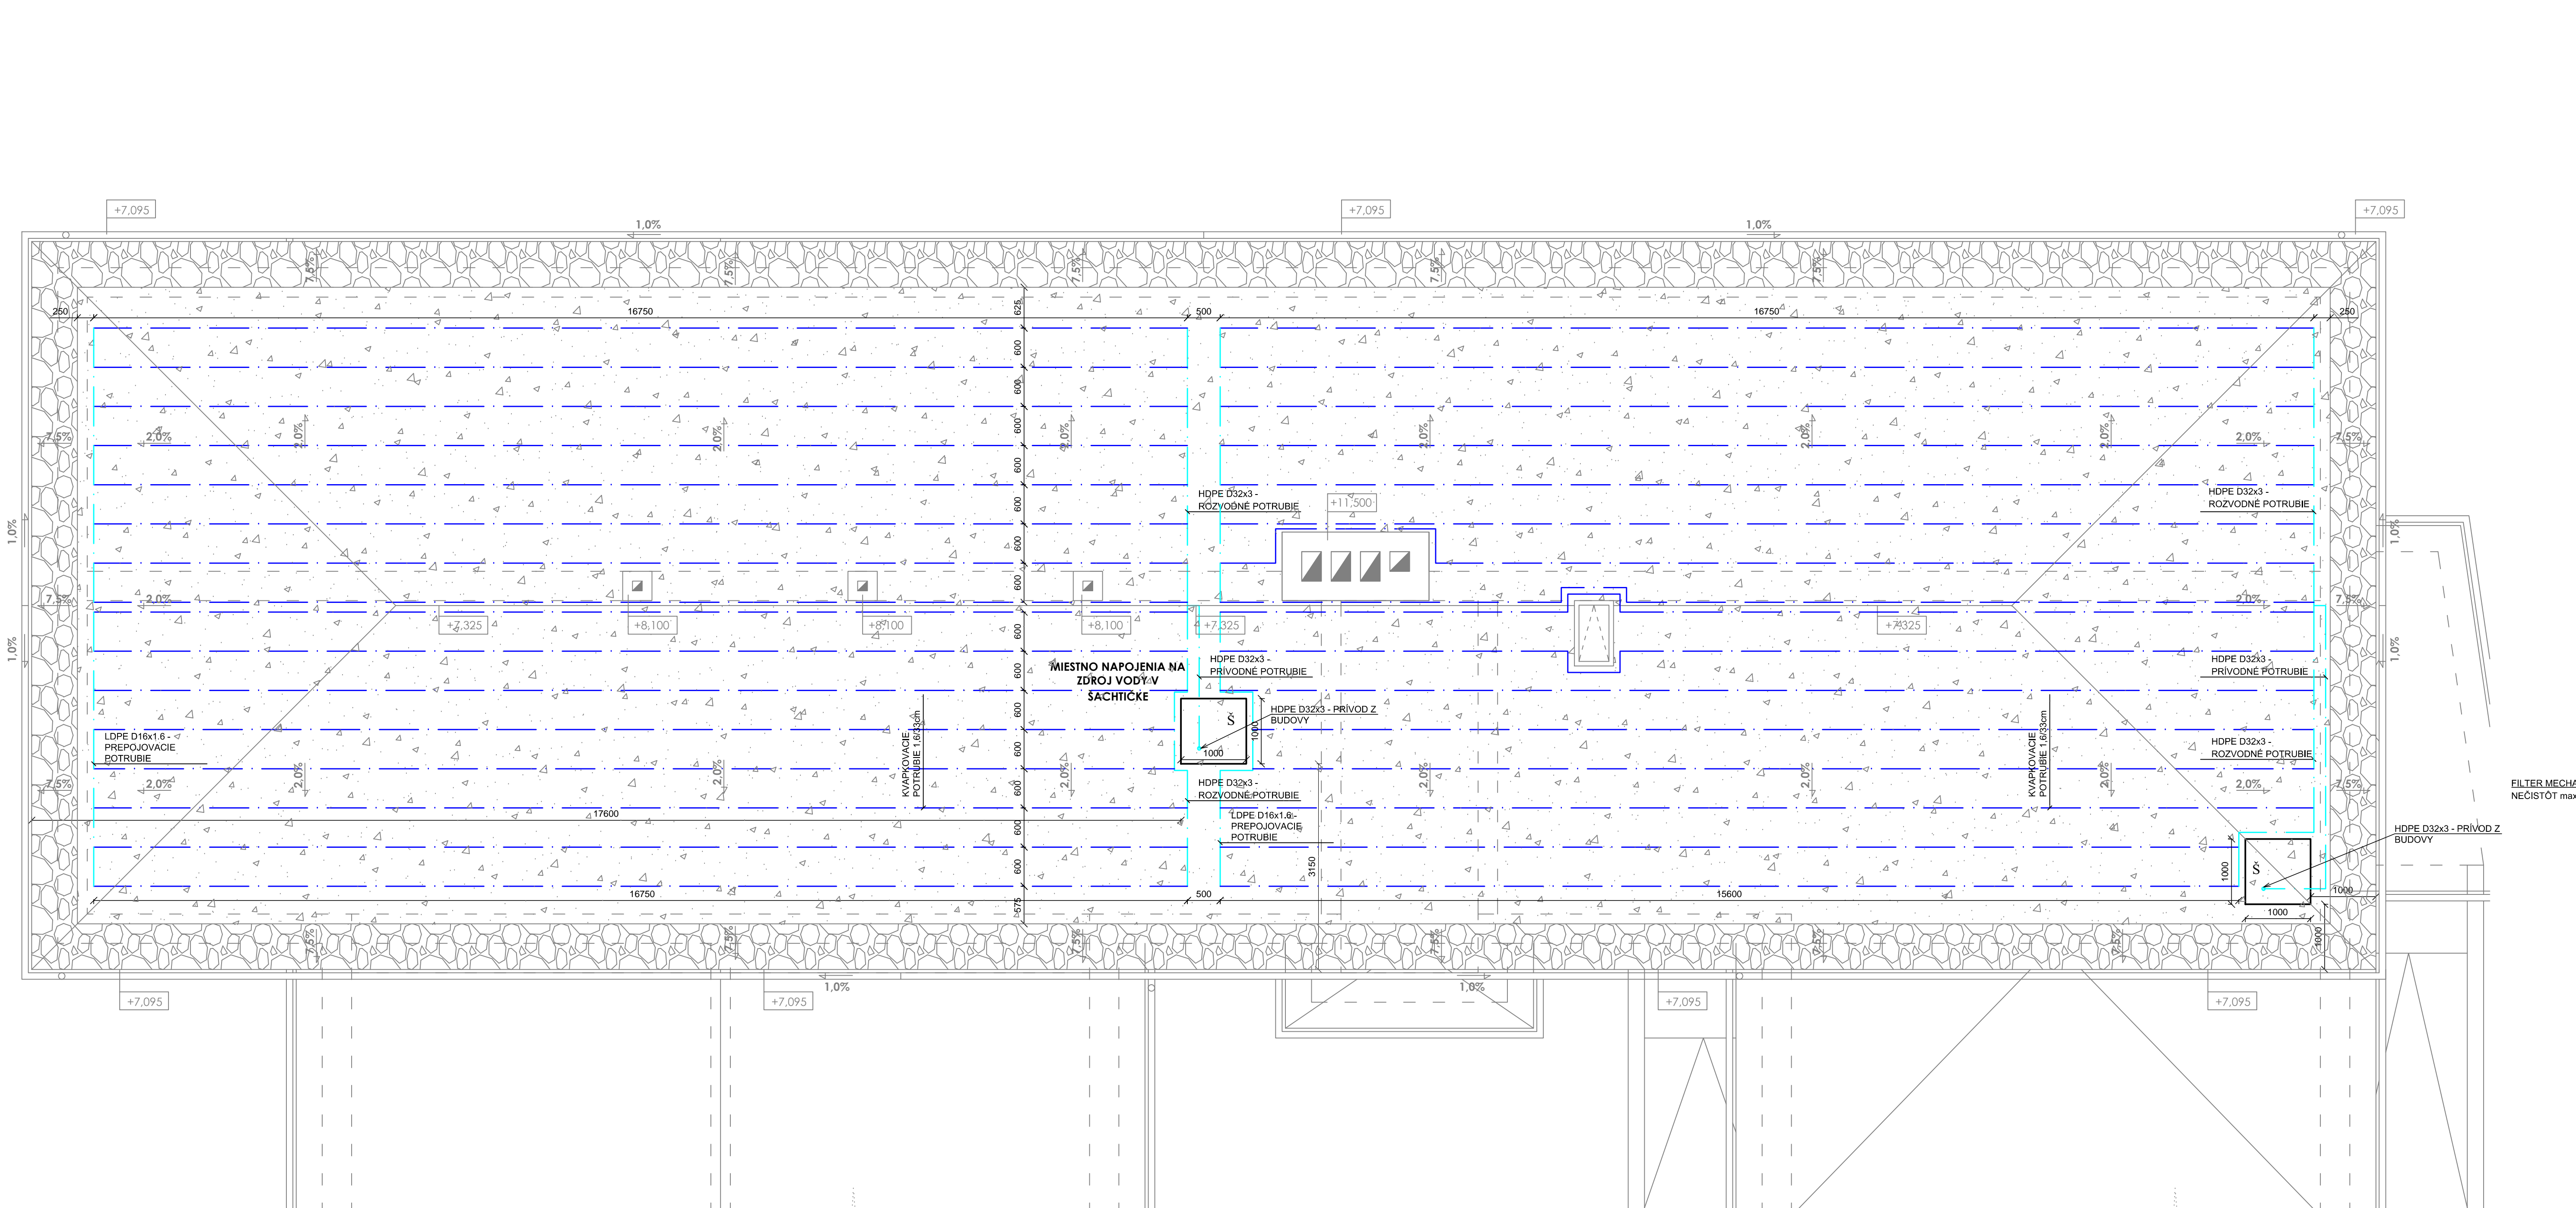 +7,095
+7,095
+7,095
1,0%
1,0%
7,5%
7,5%
7,5%
7,5%
7,5%
250
16750
625
500
16750
250
600
600
600
600
600
600
600
7,5%
2,0%
2,0%
2,0%
2,0%
2,0%
2,0%
2,0%
2,0%
7,5%
HDPE D32x3 -
ROZVODNÉ POTRUBIE
+11,500
HDPE D32x3 -
ROZVODNÉ POTRUBIE
1,0%
1,0%
7,5%
2,0%
2,0%
7,5%
+7,325
+8,100
+8,100
+8,100
+7,325
+7,325
600
600
600
600
600
600
600
1,0%
1,0%
MIESTNO NAPOJENIA NA
ZDROJ VODY V
ŠACHTIČKE
HDPE D32x3 -
PRÍVODNÉ POTRUBIE
HDPE D32x3 -
PRÍVODNÉ POTRUBIE
HDPE D32x3 - PRÍVOD Z
BUDOVY
Š
1000
1000
LDPE D16x1.6 -
PREPOJOVACIE
POTRUBIE
KVAPKOVACIE
POTRUBIE 1,6/33cm
KVAPKOVACIE
POTRUBIE 1,6/33cm
HDPE D32x3 -
ROZVODNÉ POTRUBIE
7,5%
2,0%
2,0%
2,0%
2,0%
2,0%
2,0%
2,0%
2,0%
7,5%
HDPE D32x3 -
ROZVODNÉ POTRUBIE
FILTER MECHA
NEČISTÔT max
17600
LDPE D16x1.6 -
PREPOJOVACIE
POTRUBIE
HDPE D32x3 - PRÍVOD Z
BUDOVY
3150
Š
1000
16750
575
500
15600
1000
1000
1000
7,5%
7,5%
7,5%
7,5%
7,5%
7,5%
1,0%
1,0%
+7,095
+7,095
+7,095
+7,095